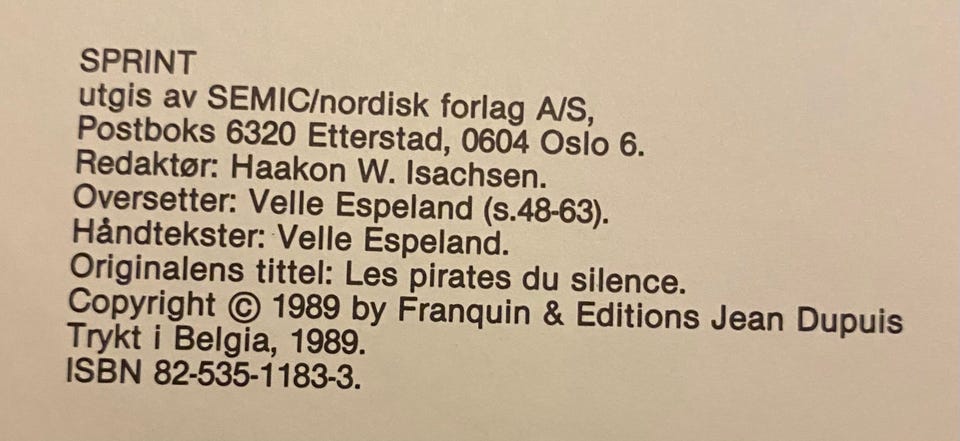 SPRINT
utgis av SEMIC/nordisk forlag A/S,
Postboks 6320 Etterstad, 0604 Oslo 6.
Redaktør: Haakon W. Isachsen.
Oversetter: Velle Espeland (s.48-63).
Håndtekster: Velle Espeland.
Originalens tittel: Les pirates du silence.
Copyright © 1989 by Franquin & Editions Jean Dupuis
Trykt i Belgia, 1989.
ISBN 82-535-1183-3.